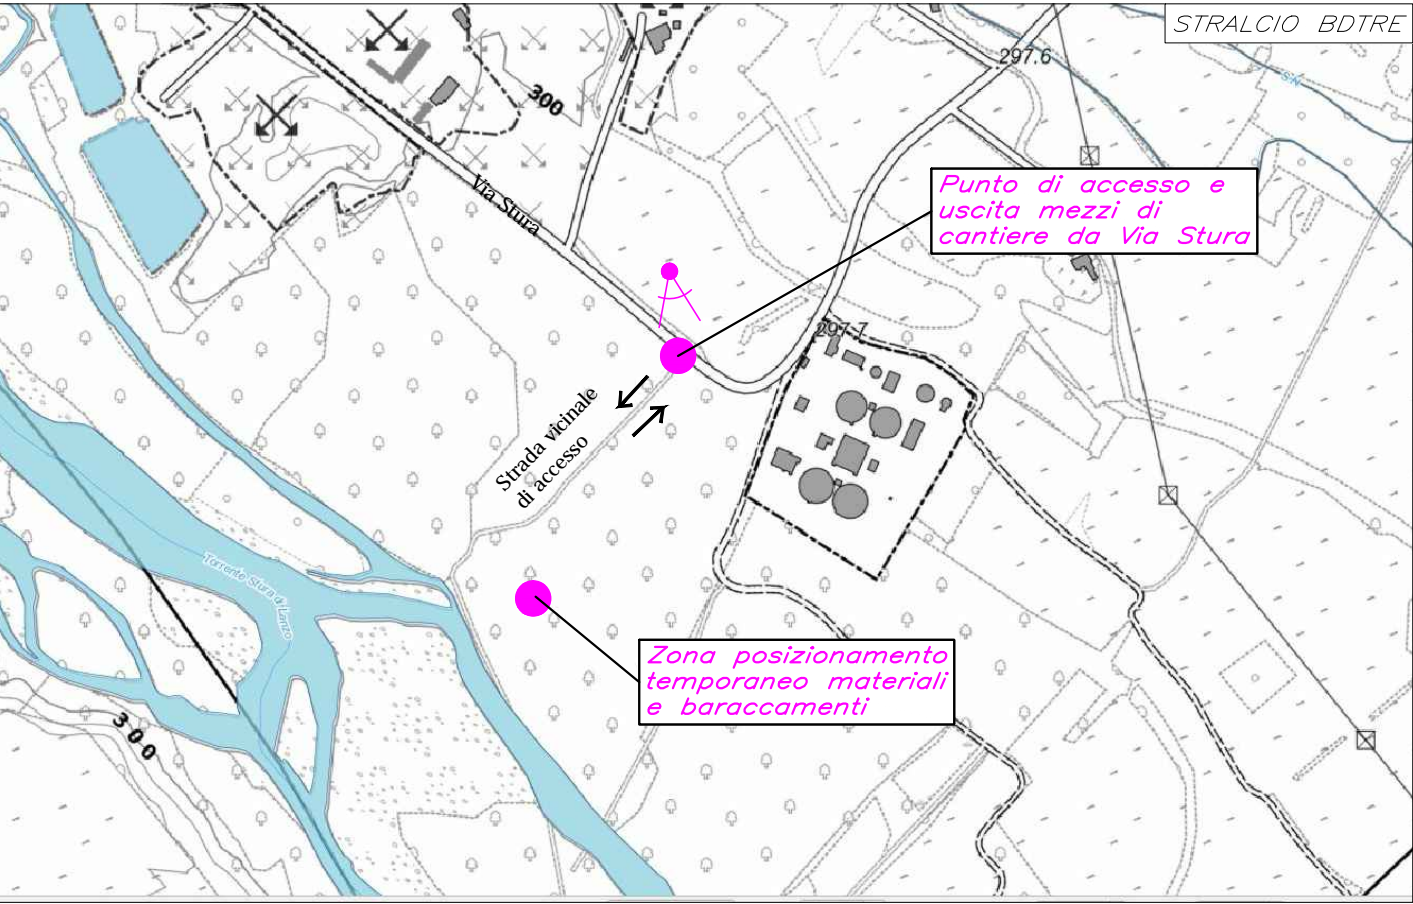 STRALCIO BDTRE
297.6
S.N.
300
Via Stura
Punto di accesso e
uscita mezzi di
cantiere da Via Stura
297.7
Strada vicinale
di accesso
Torrente Stura di Lanzo
Zona posizionamento
temporaneo materiali
e baraccamenti
300